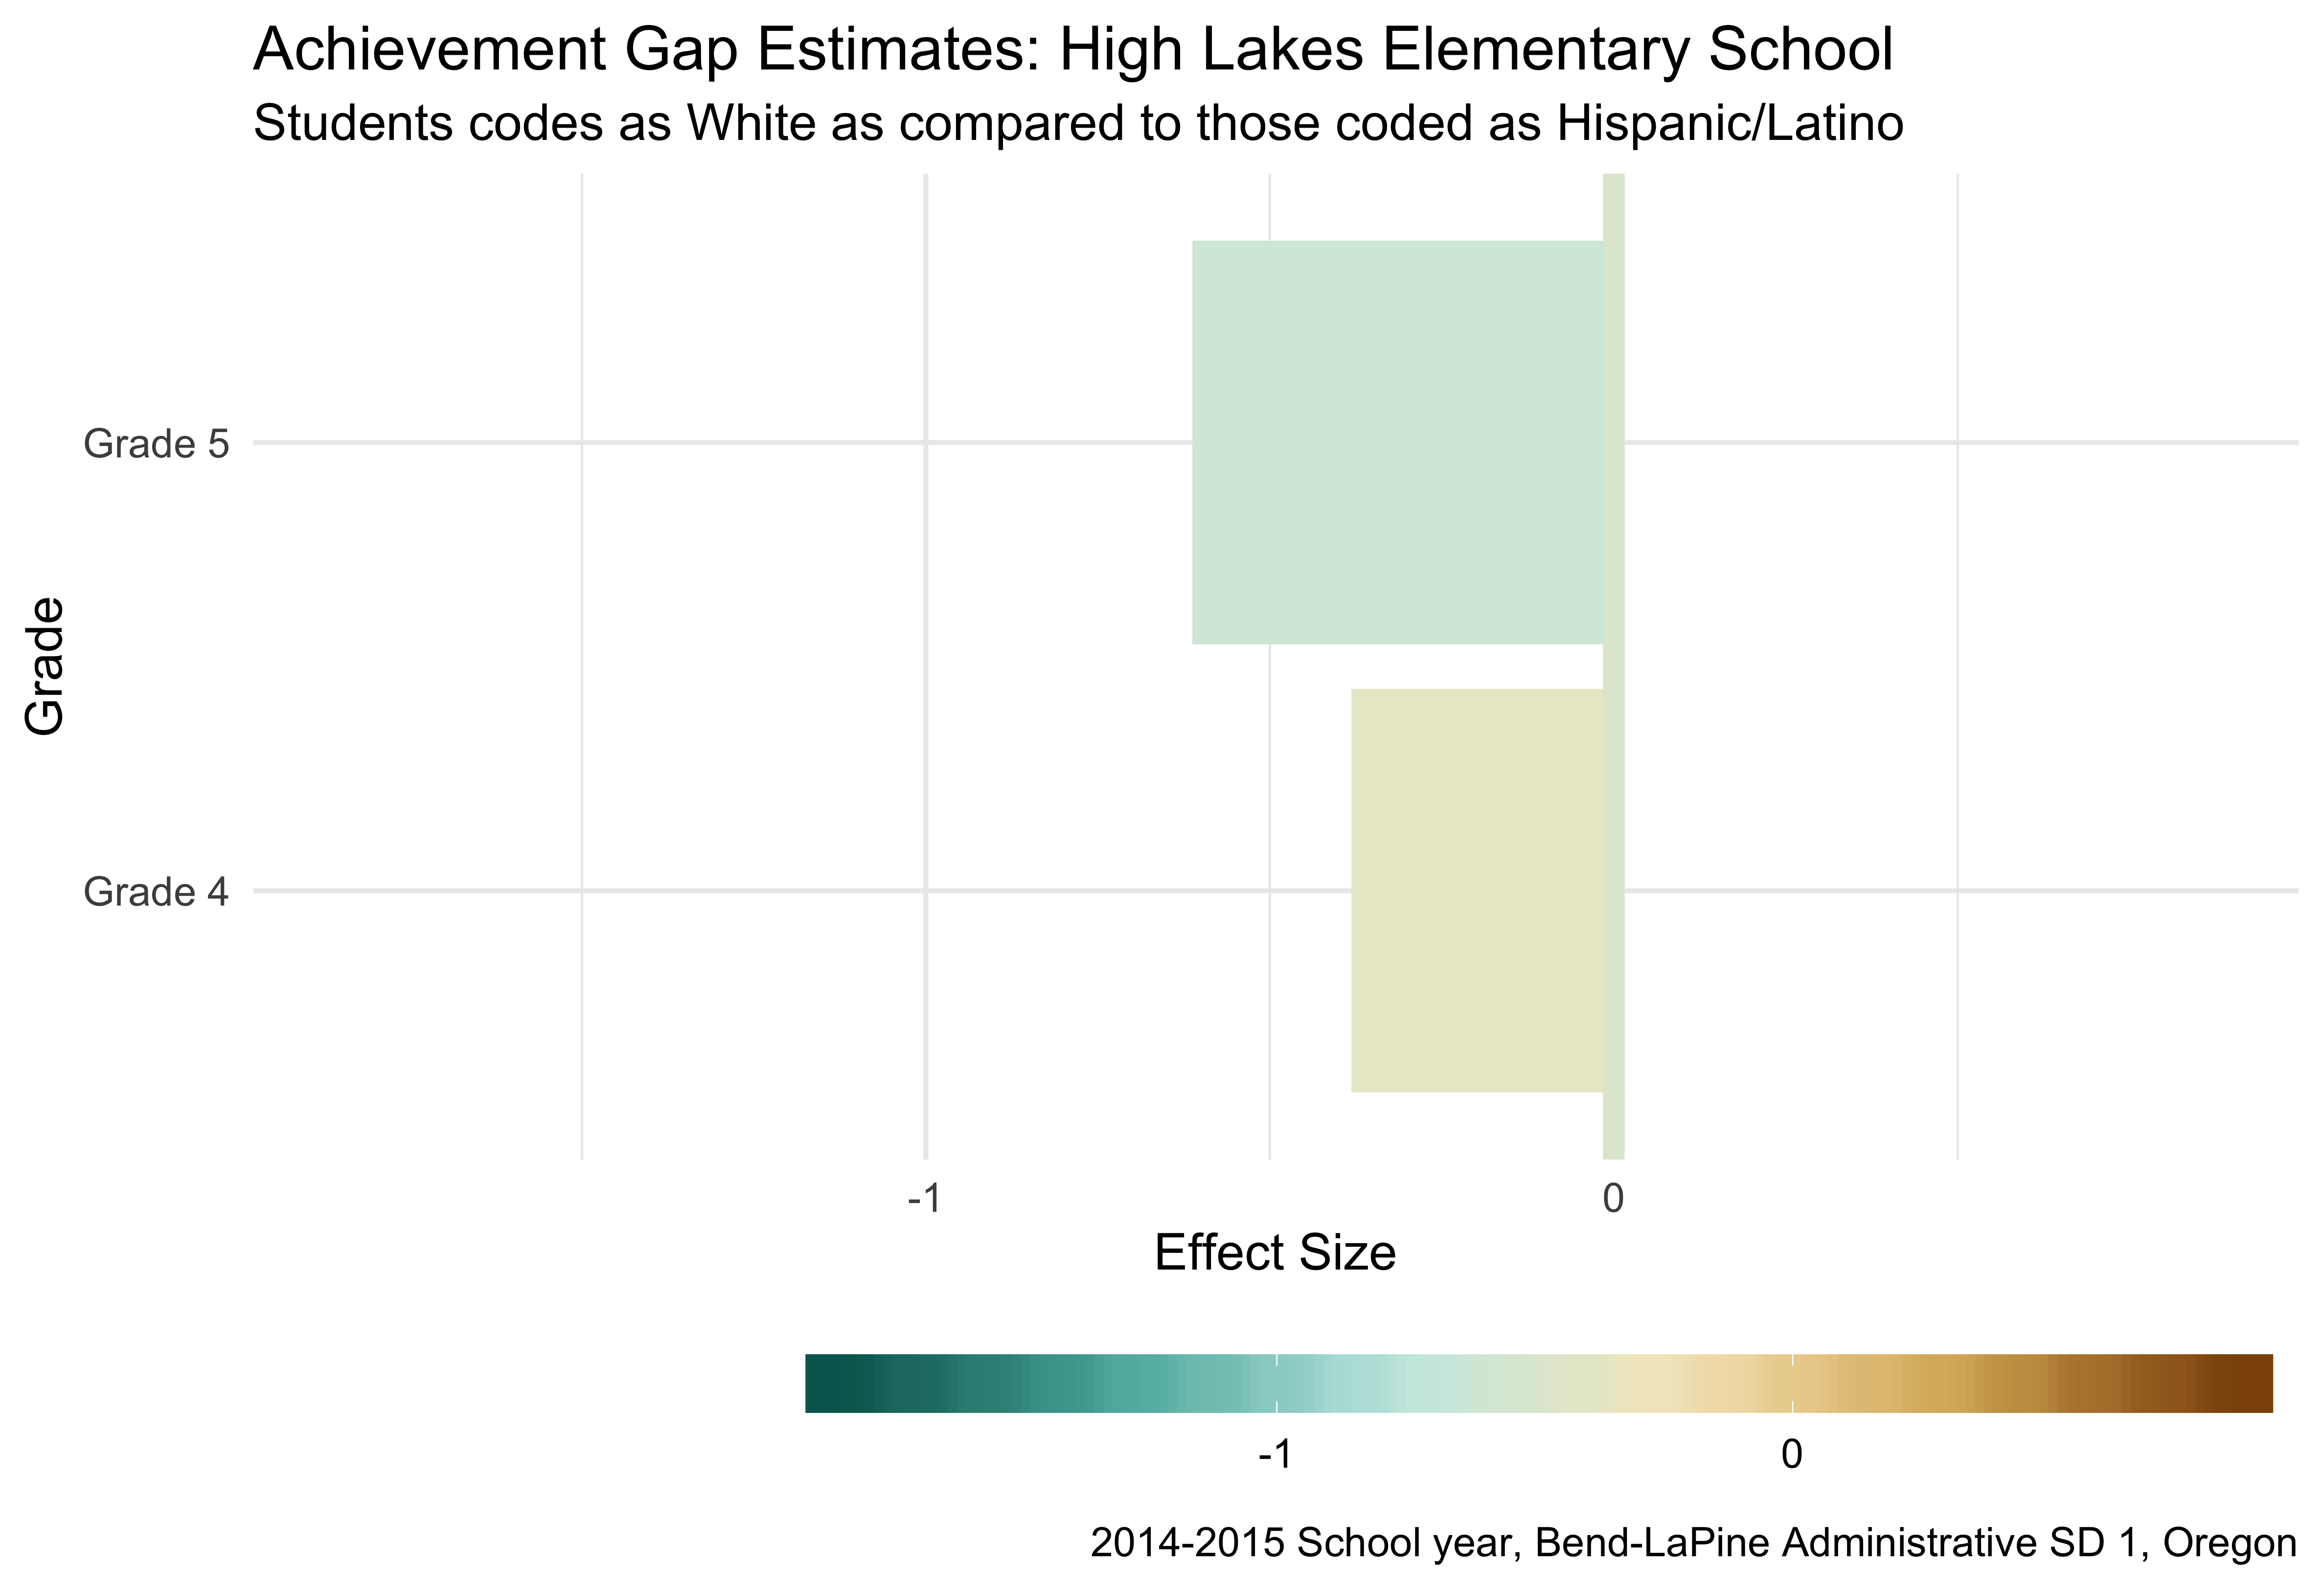 Achievement Gap Estimates: High Lakes Elementary School
Students codes as White as compared to those coded as Hispanic/Latino
Grade
Grade 5
Grade 4
-1
0
Effect Size
-1
0
2014-2015 School year, Bend-LaPine Administrative SD 1, Oregon